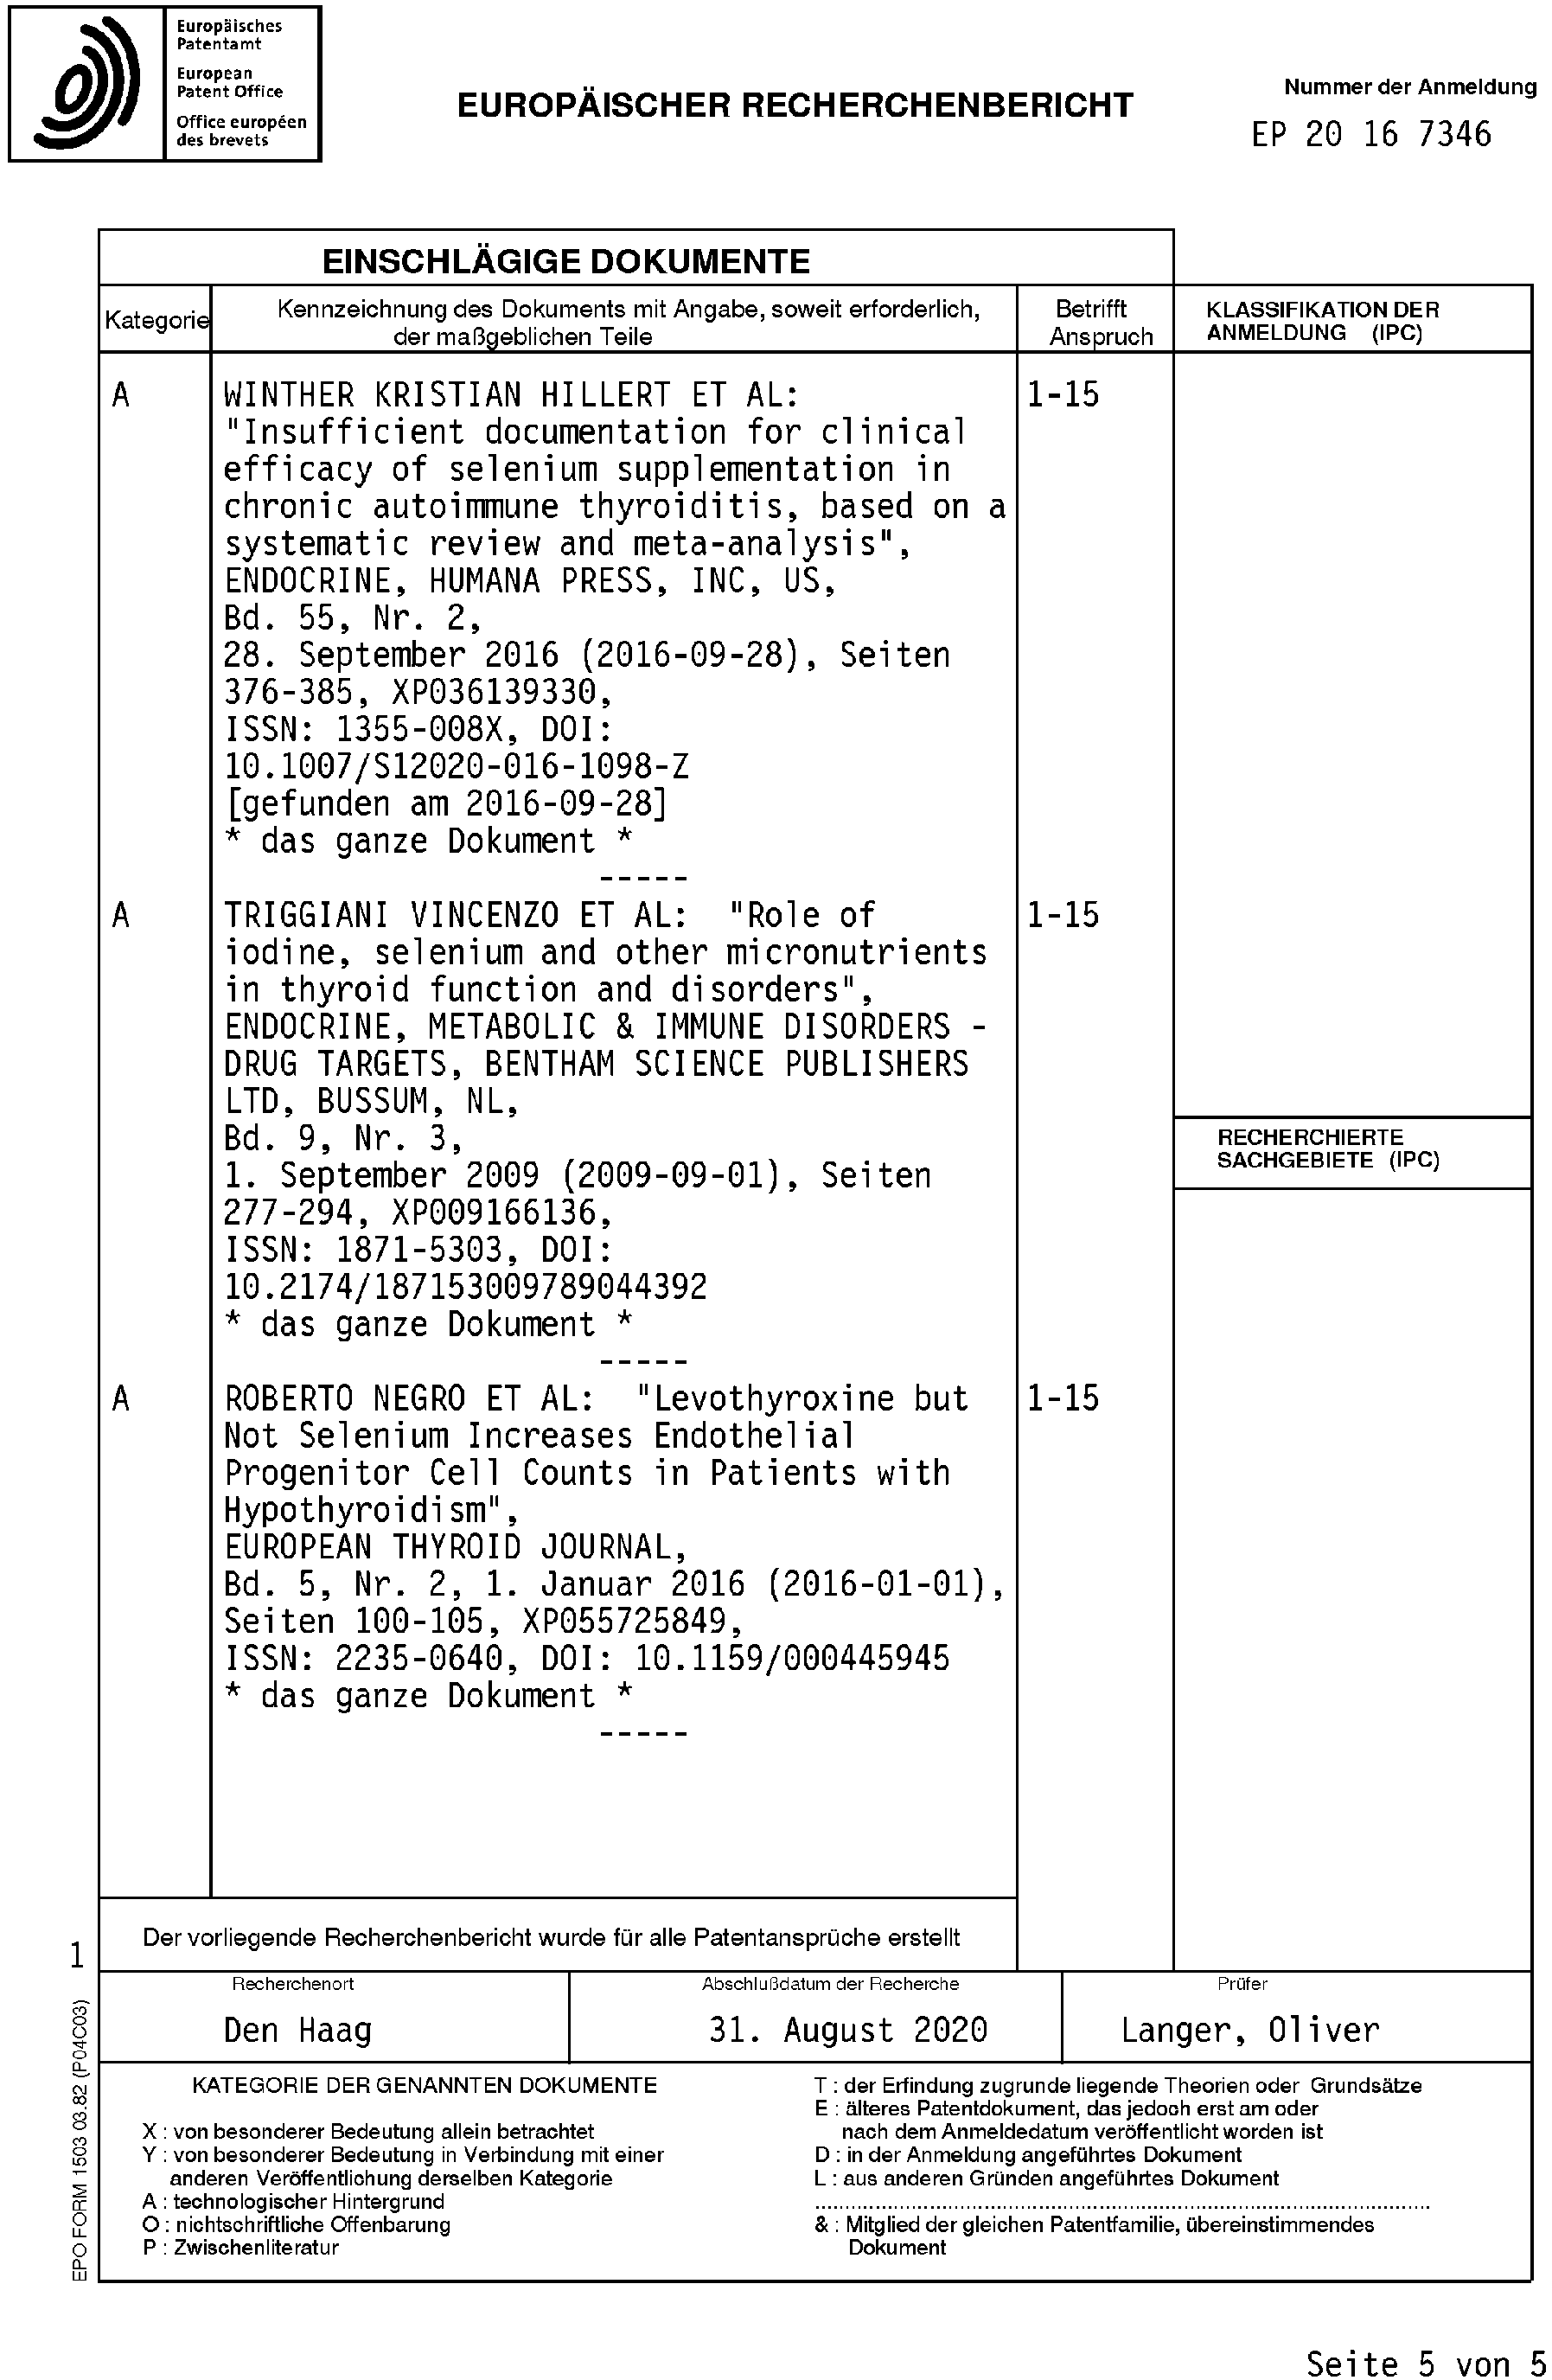 Europäisches
Patentamt
European
Patent Office
Office européen
des brevets
EUROPÄISCHER RECHERCHENBERICHT
Nummer der Anmeldung
EP 20 16 7346
EINSCHLÄGIGE DOKUMENTE
Kategorie
Kennzeichnung des Dokuments mit Angabe, soweit erforderlich,
der maßgeblichen Teile
Betrifft
Anspruch
KLASSIFIKATION DER
ANMELDUNG (IPC)
A WINTHER KRISTIAN HILLERT ET AL: 1-15
"Insufficient documentation for clinical
efficacy of selenium supplementation in
chronic autoimmune thyroiditis, based on a
systematic review and meta-analysis",
ENDOCRINE, HUMANA PRESS, INC, US,
Bd. 55, Nr. 2,
28. September 2016 (2016-09-28), Seiten
376-385, XP036139330,
ISSN: 1355-008X, DOI:
10.1007/S12020-016-1098-Z
[gefunden am 2016-09-28]
* das ganze Dokument *
-----
A TRIGGIANI VINCENZO ET AL: "Role of 1-15
iodine, selenium and other micronutrients
in thyroid function and disorders",
ENDOCRINE, METABOLIC & IMMUNE DISORDERS -
DRUG TARGETS, BENTHAM SCIENCE PUBLISHERS
LTD, BUSSUM, NL,
Bd. 9, Nr. 3,
1. September 2009 (2009-09-01), Seiten
277-294, XP009166136,
ISSN: 1871-5303, DOI:
10.2174/187153009789044392
* das ganze Dokument *
-----
RECHERCHIERTE
SACHGEBIETE (IPC)
A ROBERTO NEGRO ET AL: "Levothyroxine but 1-15
Not Selenium Increases Endothelial
Progenitor Cell Counts in Patients with
Hypothyroidism",
EUROPEAN THYROID JOURNAL,
Bd. 5, Nr. 2, 1. Januar 2016 (2016-01-01),
Seiten 100-105, XP055725849,
ISSN: 2235-0640, DOI: 10.1159/000445945
* das ganze Dokument *
-----
Der vorliegende Recherchenbericht wurde für alle Patentansprüche erstellt
1
Recherchenort
Den Haag
Abschlußdatum der Recherche
31. August 2020
Prüfer
Langer, Oliver
KATEGORIE DER GENANNTEN DOKUMENTE
X : von besonderer Bedeutung allein betrachtet
Y : von besonderer Bedeutung in Verbindung mit einer
anderen Veröffentlichung derselben Kategorie
A : technologischer Hintergrund
O : nichtschriftliche Offenbarung
P : Zwischenliteratur
T : der Erfindung zugrunde liegende Theorien oder Grundsätze
E : älteres Patentdokument, das jedoch erst am oder
nach dem Anmeldedatum veröffentlicht worden ist
D : in der Anmeldung angeführtes Dokument
L : aus anderen Gründen angeführtes Dokument
& : Mitglied der gleichen Patentfamilie, übereinstimmendes
Dokument
EPO FORM 1503 03.82 (P04C03)
Seite 5 von 5